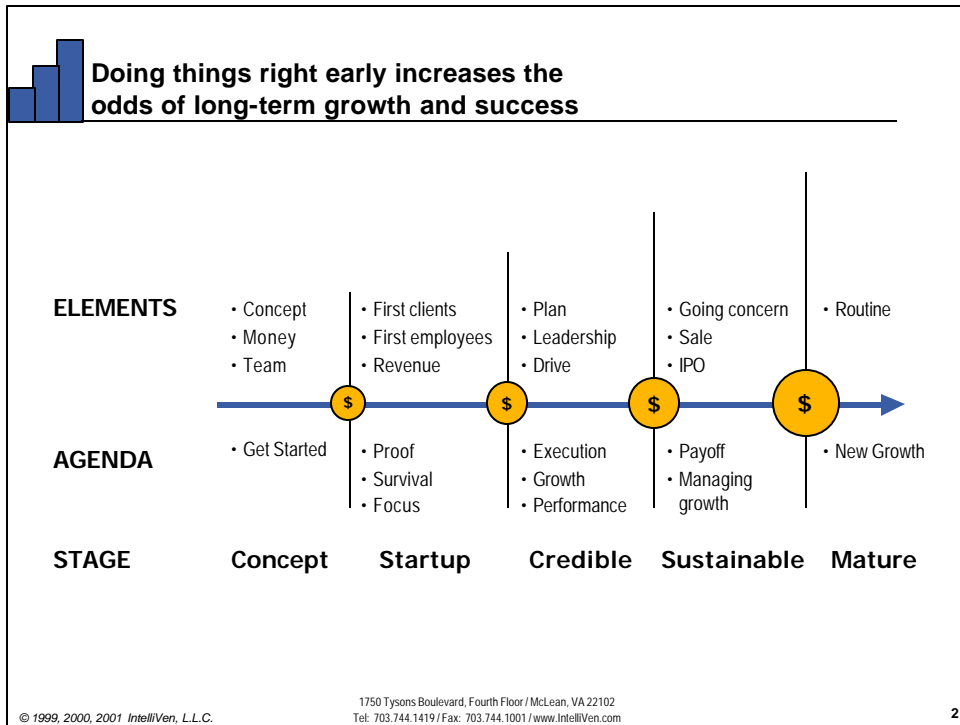 Doing things right early increases the
odds of long-term growth and success
ELEMENTS
• Concept
• Money
• Team
• First clients
• First employees
• Revenue
• Plan
• Leadership
• Drive
• Going concern
• Sale
• IPO
• Routine
$
$
$
$
AGENDA
• Get Started
• Proof
• Survival
• Focus
• Execution
• Growth
• Performance
• Payoff
• Managing
growth
• New Growth
STAGE
Concept
Startup
Credible
Sustainable
Mature
© 1999, 2000, 2001 IntelliVen, L.L.C.
1750 Tysons Boulevard, Fourth Floor / McLean, VA 22102
Tel: 703.744.1419 / Fax: 703.744.1001 / www.IntelliVen.com
2